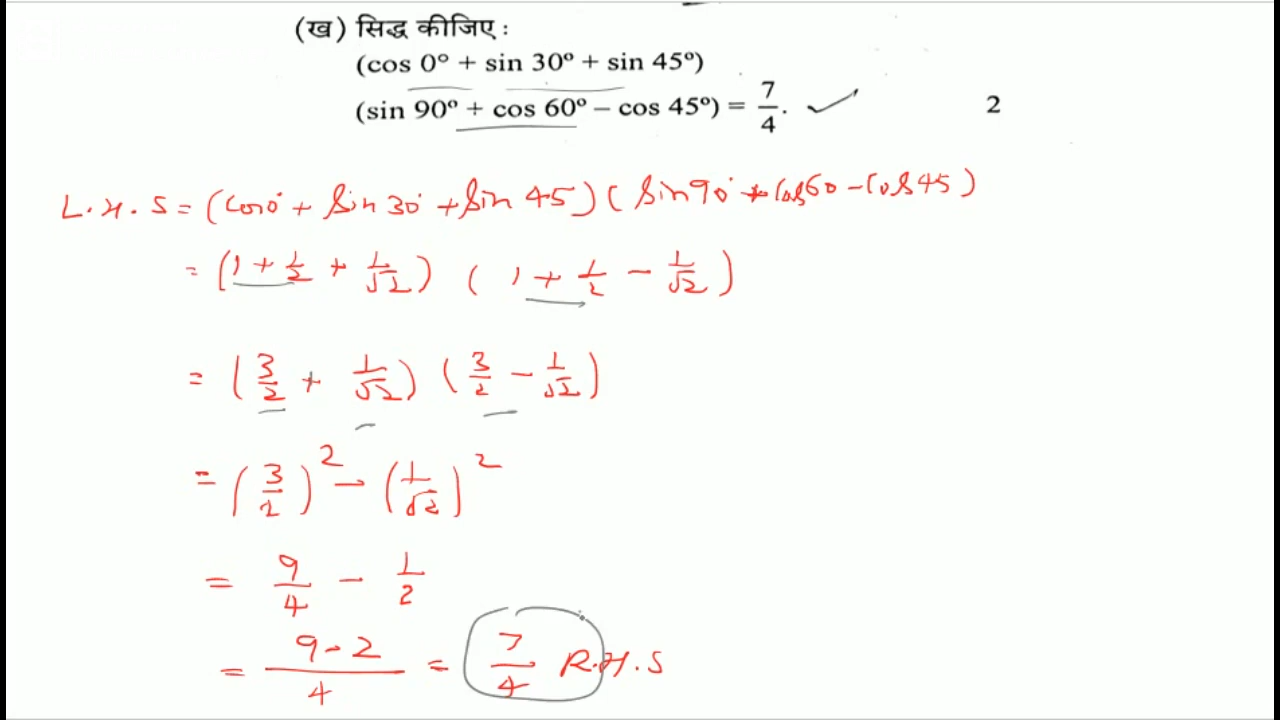 (ख) सिद्ध कीजिए :
(cos 0° + sin 30° + sin 45°)
(sin 90° + cos 60° – cos 45°) = 7/4. ✓ 2
L.H.S = (cos0° + sin 30° + sin 45) ( sin90° + cos60 - cos45 )
= (1 + 1/2 + 1/√2) ( 1 + 1/2 - 1/√2 )
= (3/2 + 1/√2) (3/2 - 1/√2)
= (3/2)² - (1/√2)²
= 9/4 - 1/2
= 9-2/4 = 7/4 R.H.S